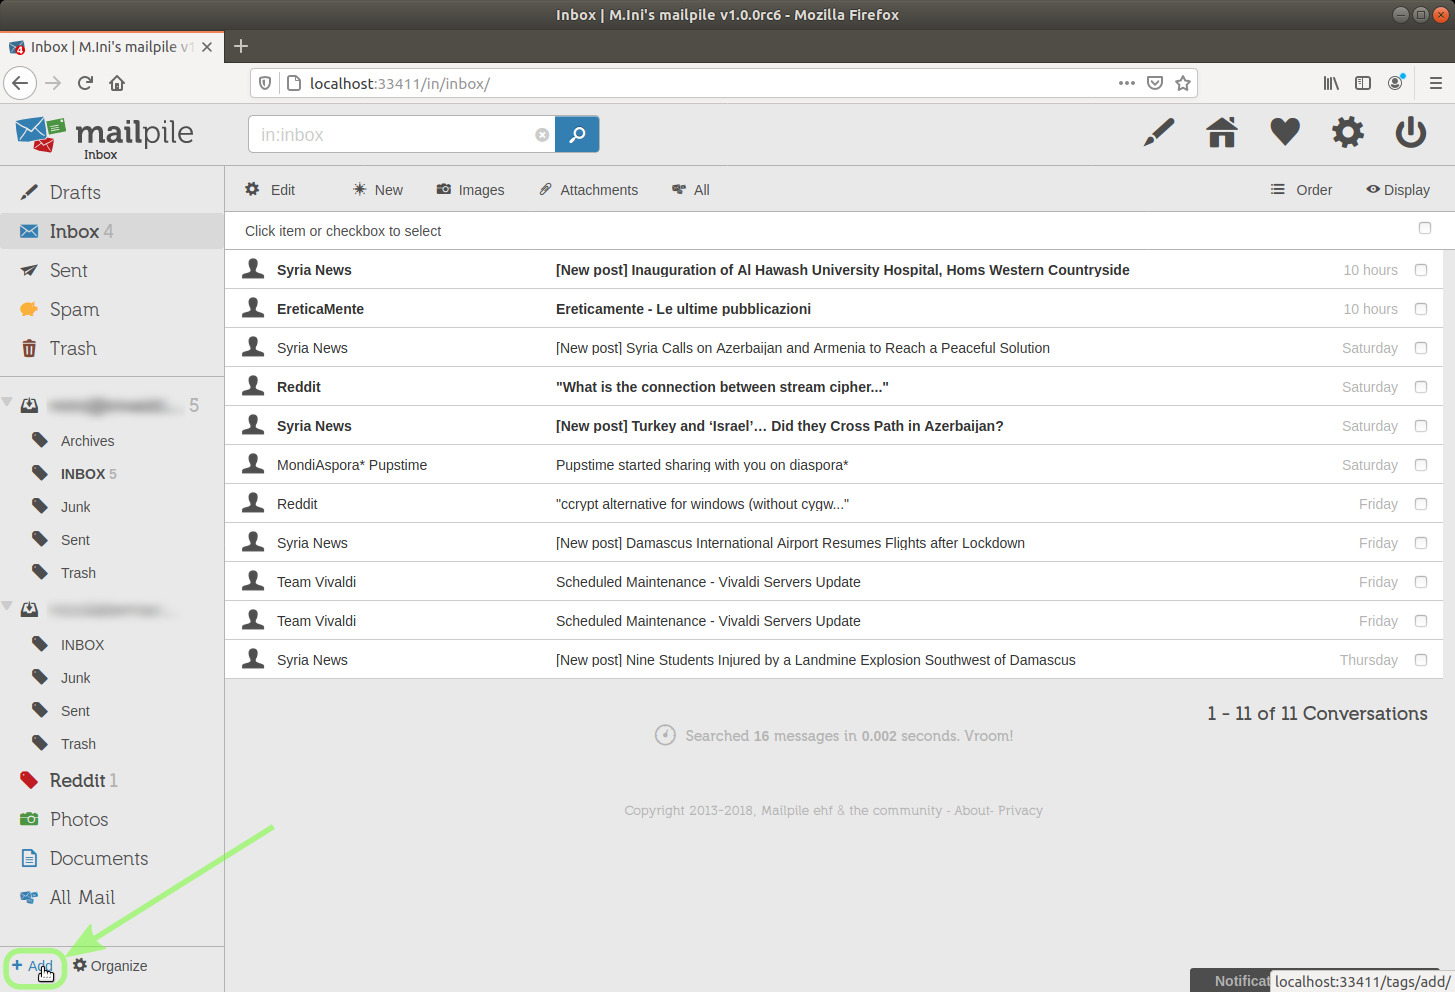 Inbox | M.Ini's mailpile v1.0.0rc6 - Mozilla Firefox
4 Inbox | M.Ini's mailpile v1
localhost:33411/in/inbox/
mailpile
Inbox
in:inbox
Drafts
Inbox 4
Sent
Spam
Trash
5
Archives
INBOX 5
Junk
Sent
Trash
INBOX
Junk
Sent
Trash
Reddit 1
Photos
Documents
All Mail
+ Add Organize
Edit New Images Attachments All Order Display
Click item or checkbox to select
Syria News [New post] Inauguration of Al Hawash University Hospital, Homs Western Countryside 10 hours
EreticaMente Ereticamente - Le ultime pubblicazioni 10 hours
Syria News [New post] Syria Calls on Azerbaijan and Armenia to Reach a Peaceful Solution Saturday
Reddit "What is the connection between stream cipher..." Saturday
Syria News [New post] Turkey and ‘Israel’… Did they Cross Path in Azerbaijan? Saturday
MondiAspora* Pupstime Pupstime started sharing with you on diaspora* Saturday
Reddit "ccrypt alternative for windows (without cygw..." Friday
Syria News [New post] Damascus International Airport Resumes Flights after Lockdown Friday
Team Vivaldi Scheduled Maintenance - Vivaldi Servers Update Friday
Team Vivaldi Scheduled Maintenance - Vivaldi Servers Update Friday
Syria News [New post] Nine Students Injured by a Landmine Explosion Southwest of Damascus Thursday
1 - 11 of 11 Conversations
Searched 16 messages in 0.002 seconds. Vroom!
Copyright 2013-2018, Mailpile ehf & the community - About- Privacy
Notificat
localhost:33411/tags/add/